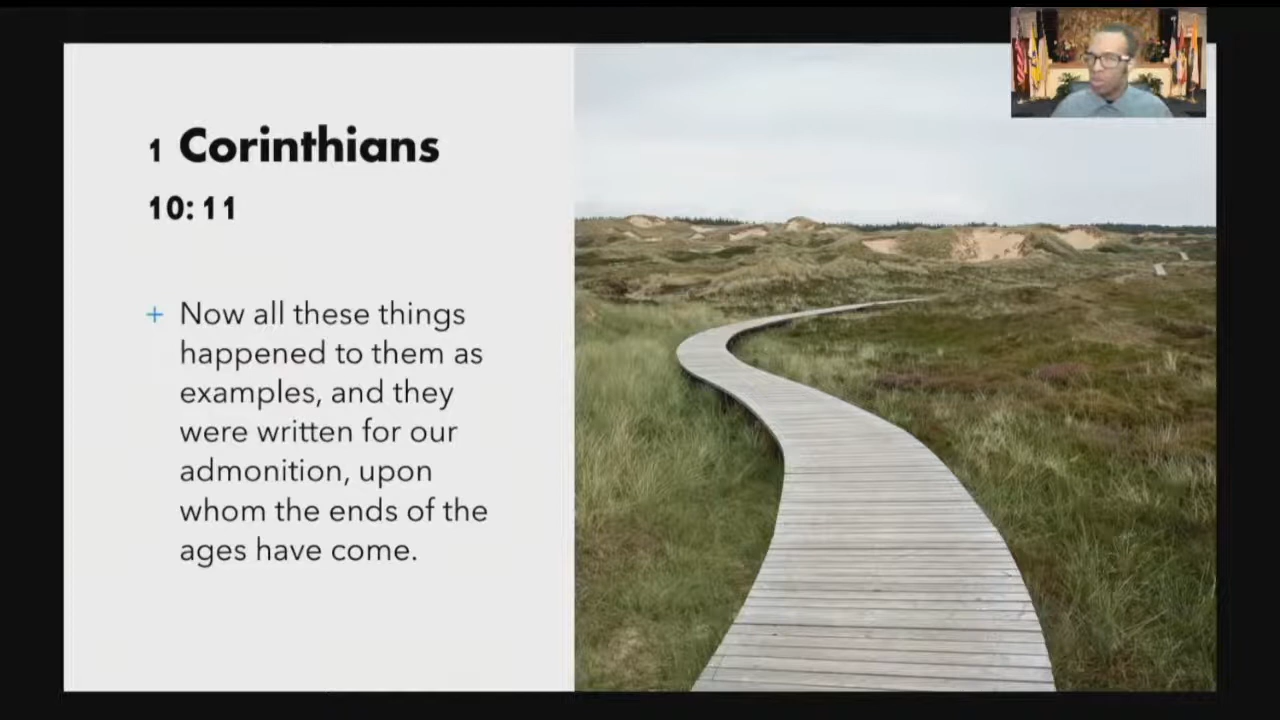 1 Corinthians
10:11
+ Now all these things
happened to them as
examples, and they
were written for our
admonition, upon
whom the ends of the
ages have come.